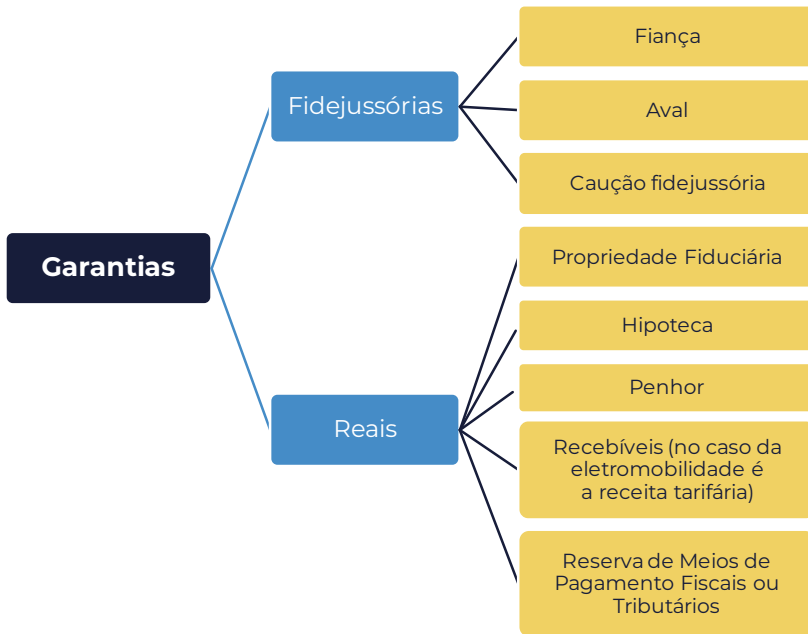 Garantias
Fidejussórias
Fiança
Aval
Caução fidejussória
Reais
Propriedade Fiduciária
Hipoteca
Penhor
Recebíveis (no caso da
eletromobilidade é
a receita tarifária)
Reserva de Meios de
Pagamento Fiscais ou
Tributários